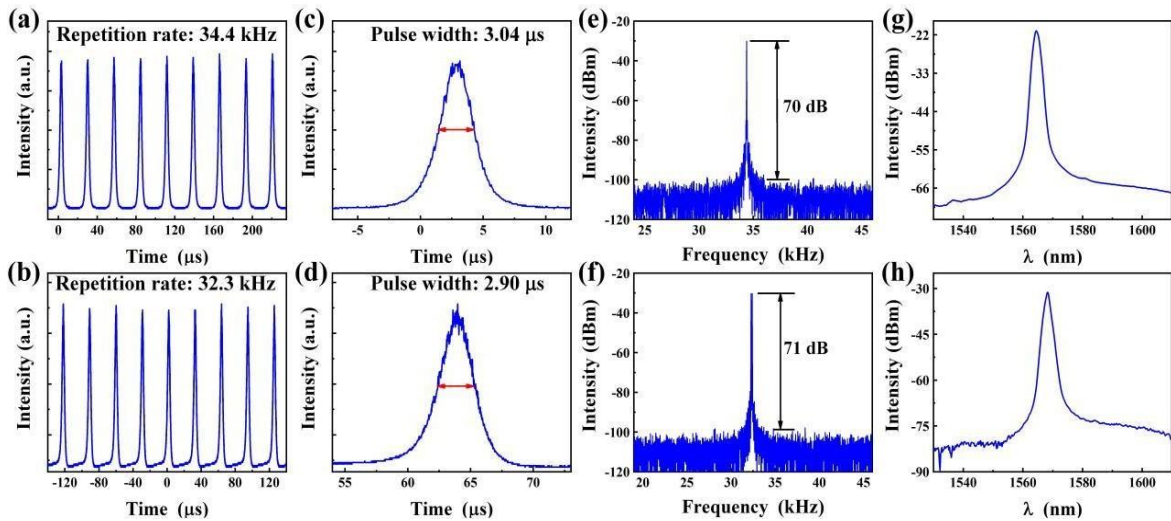 (a)
Repetition rate: 34.4 kHz
Intensity (a.u.)
0 40 80 120 160 200
Time (μs)
(c)
Pulse width: 3.04 μs
Intensity (a.u.)
-5 0 5 10
Time (μs)
(e)
-20
-40
-60
-80
-100
-120
Intensity (dBm)
70 dB
25 30 35 40 45
Frequency (kHz)
(g)
-22
-33
-44
-55
-66
Intensity (dBm)
1540 1560 1580 1600
λ (nm)
(b)
Repetition rate: 32.3 kHz
Intensity (a.u.)
-120 -80 -40 0 40 80 120
Time (μs)
(d)
Pulse width: 2.90 μs
Intensity (a.u.)
55 60 65 70
Time (μs)
(f)
-20
-40
-60
-80
-100
-120
Intensity (dBm)
71 dB
20 25 30 35 40 45
Frequency (kHz)
(h)
-30
-45
-60
-75
-90
Intensity (dBm)
1540 1560 1580 1600
λ (nm)